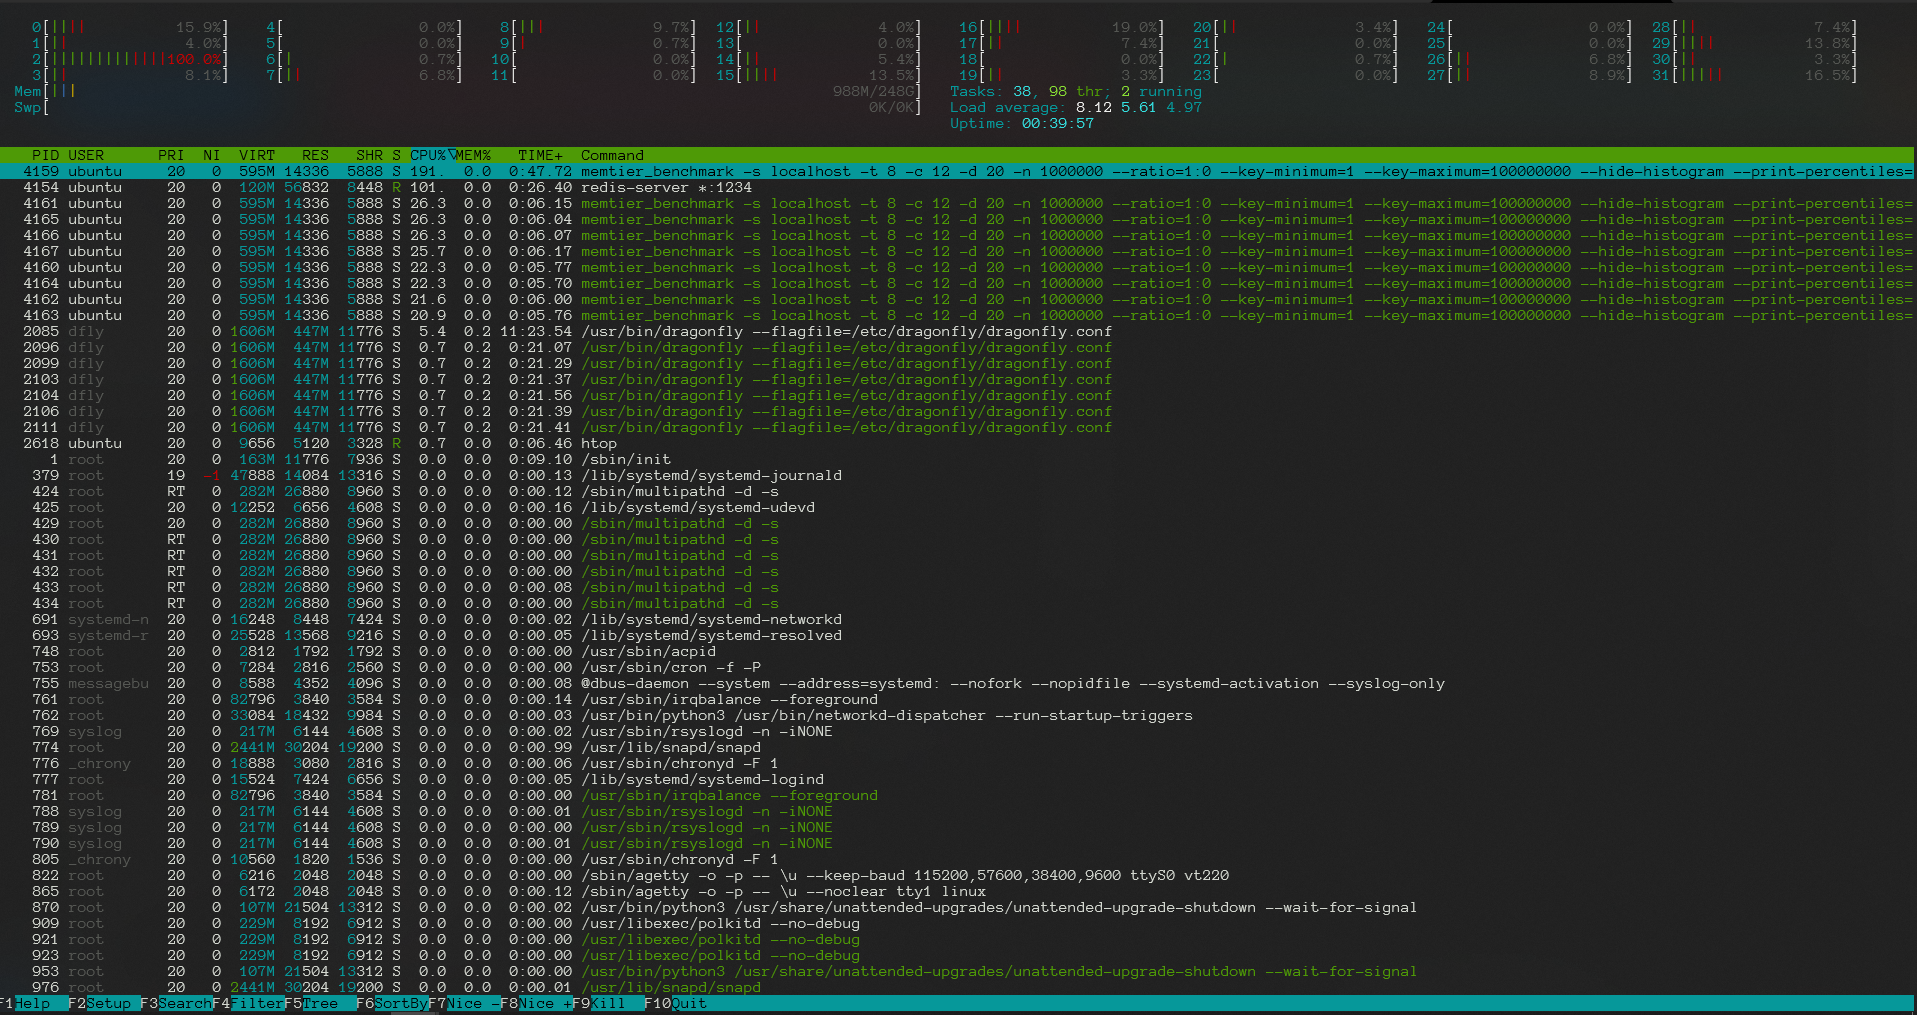 0[|||| 15.9%] 4[ 0.0%] 8[||| 9.7%] 12[|| 4.0%] 16[|||| 19.0%] 20[|| 3.4%] 24[ 0.0%] 28[|| 7.4%]
1[|| 4.0%] 5[ 0.0%] 9[| 0.7%] 13[ 0.0%] 17[|| 7.4%] 21[ 0.0%] 25[ 0.0%] 29[|||| 13.8%]
2[|||||||||||||100.0%] 6[| 0.7%] 10[ 0.0%] 14[|| 5.4%] 18[ 0.0%] 22[| 0.7%] 26[|| 6.8%] 30[|| 3.3%]
3[|| 8.1%] 7[|| 6.8%] 11[ 0.0%] 15[|||| 13.5%] 19[|| 3.3%] 23[ 0.0%] 27[|| 8.9%] 31[||||| 16.5%]
Mem[||| 988M/248G] Tasks: 38, 98 thr; 2 running
Swp[ 0K/0K] Load average: 8.12 5.61 4.97
Uptime: 00:39:57
PID USER PRI NI VIRT RES SHR S CPU%▽MEM% TIME+ Command
4159 ubuntu 20 0 595M 14336 5888 S 191. 0.0 0:47.72 memtier_benchmark -s localhost -t 8 -c 12 -d 20 -n 1000000 --ratio=1:0 --key-minimum=1 --key-maximum=100000000 --hide-histogram --print-percentiles=
4154 ubuntu 20 0 120M 56832 8448 R 101. 0.0 0:26.40 redis-server *:1234
4161 ubuntu 20 0 595M 14336 5888 S 26.3 0.0 0:06.15 memtier_benchmark -s localhost -t 8 -c 12 -d 20 -n 1000000 --ratio=1:0 --key-minimum=1 --key-maximum=100000000 --hide-histogram --print-percentiles=
4165 ubuntu 20 0 595M 14336 5888 S 26.3 0.0 0:06.04 memtier_benchmark -s localhost -t 8 -c 12 -d 20 -n 1000000 --ratio=1:0 --key-minimum=1 --key-maximum=100000000 --hide-histogram --print-percentiles=
4166 ubuntu 20 0 595M 14336 5888 S 26.3 0.0 0:06.07 memtier_benchmark -s localhost -t 8 -c 12 -d 20 -n 1000000 --ratio=1:0 --key-minimum=1 --key-maximum=100000000 --hide-histogram --print-percentiles=
4167 ubuntu 20 0 595M 14336 5888 S 25.7 0.0 0:06.17 memtier_benchmark -s localhost -t 8 -c 12 -d 20 -n 1000000 --ratio=1:0 --key-minimum=1 --key-maximum=100000000 --hide-histogram --print-percentiles=
4160 ubuntu 20 0 595M 14336 5888 S 22.3 0.0 0:05.77 memtier_benchmark -s localhost -t 8 -c 12 -d 20 -n 1000000 --ratio=1:0 --key-minimum=1 --key-maximum=100000000 --hide-histogram --print-percentiles=
4164 ubuntu 20 0 595M 14336 5888 S 22.3 0.0 0:05.70 memtier_benchmark -s localhost -t 8 -c 12 -d 20 -n 1000000 --ratio=1:0 --key-minimum=1 --key-maximum=100000000 --hide-histogram --print-percentiles=
4162 ubuntu 20 0 595M 14336 5888 S 21.6 0.0 0:06.00 memtier_benchmark -s localhost -t 8 -c 12 -d 20 -n 1000000 --ratio=1:0 --key-minimum=1 --key-maximum=100000000 --hide-histogram --print-percentiles=
4163 ubuntu 20 0 595M 14336 5888 S 20.9 0.0 0:05.76 memtier_benchmark -s localhost -t 8 -c 12 -d 20 -n 1000000 --ratio=1:0 --key-minimum=1 --key-maximum=100000000 --hide-histogram --print-percentiles=
2085 dfly 20 0 1606M 447M 11776 S 5.4 0.2 11:23.54 /usr/bin/dragonfly --flagfile=/etc/dragonfly/dragonfly.conf
2096 dfly 20 0 1606M 447M 11776 S 0.7 0.2 0:21.07 /usr/bin/dragonfly --flagfile=/etc/dragonfly/dragonfly.conf
2099 dfly 20 0 1606M 447M 11776 S 0.7 0.2 0:21.29 /usr/bin/dragonfly --flagfile=/etc/dragonfly/dragonfly.conf
2103 dfly 20 0 1606M 447M 11776 S 0.7 0.2 0:21.37 /usr/bin/dragonfly --flagfile=/etc/dragonfly/dragonfly.conf
2104 dfly 20 0 1606M 447M 11776 S 0.7 0.2 0:21.56 /usr/bin/dragonfly --flagfile=/etc/dragonfly/dragonfly.conf
2106 dfly 20 0 1606M 447M 11776 S 0.7 0.2 0:21.39 /usr/bin/dragonfly --flagfile=/etc/dragonfly/dragonfly.conf
2111 dfly 20 0 1606M 447M 11776 S 0.7 0.2 0:21.41 /usr/bin/dragonfly --flagfile=/etc/dragonfly/dragonfly.conf
2618 ubuntu 20 0 9656 5120 3328 R 0.7 0.0 0:06.46 htop
1 root 20 0 163M 11776 7936 S 0.0 0.0 0:09.10 /sbin/init
379 root 19 -1 47888 14084 13316 S 0.0 0.0 0:00.13 /lib/systemd/systemd-journald
424 root RT 0 282M 26880 8960 S 0.0 0.0 0:00.12 /sbin/multipathd -d -s
425 root 20 0 12252 6656 4608 S 0.0 0.0 0:00.16 /lib/systemd/systemd-udevd
429 root RT 0 282M 26880 8960 S 0.0 0.0 0:00.00 /sbin/multipathd -d -s
430 root RT 0 282M 26880 8960 S 0.0 0.0 0:00.00 /sbin/multipathd -d -s
431 root RT 0 282M 26880 8960 S 0.0 0.0 0:00.00 /sbin/multipathd -d -s
432 root RT 0 282M 26880 8960 S 0.0 0.0 0:00.00 /sbin/multipathd -d -s
433 root RT 0 282M 26880 8960 S 0.0 0.0 0:00.08 /sbin/multipathd -d -s
434 root RT 0 282M 26880 8960 S 0.0 0.0 0:00.00 /sbin/multipathd -d -s
691 systemd-n 20 0 16248 8448 7424 S 0.0 0.0 0:00.02 /lib/systemd/systemd-networkd
693 systemd-r 20 0 25528 13568 9216 S 0.0 0.0 0:00.05 /lib/systemd/systemd-resolved
748 root 20 0 2812 1792 1792 S 0.0 0.0 0:00.00 /usr/sbin/acpid
753 root 20 0 7284 2816 2560 S 0.0 0.0 0:00.00 /usr/sbin/cron -f -P
755 messagebu 20 0 8588 4352 4096 S 0.0 0.0 0:00.08 @dbus-daemon --system --address=systemd: --nofork --nopidfile --systemd-activation --syslog-only
761 root 20 0 82796 3840 3584 S 0.0 0.0 0:00.14 /usr/sbin/irqbalance --foreground
762 root 20 0 33084 18432 9984 S 0.0 0.0 0:00.03 /usr/bin/python3 /usr/bin/networkd-dispatcher --run-startup-triggers
769 syslog 20 0 217M 6144 4608 S 0.0 0.0 0:00.02 /usr/sbin/rsyslogd -n -iNONE
774 root 20 0 2441M 30204 19200 S 0.0 0.0 0:00.99 /usr/lib/snapd/snapd
776 _chrony 20 0 18888 3080 2816 S 0.0 0.0 0:00.06 /usr/sbin/chronyd -F 1
777 root 20 0 15524 7424 6656 S 0.0 0.0 0:00.05 /lib/systemd/systemd-logind
781 root 20 0 82796 3840 3584 S 0.0 0.0 0:00.00 /usr/sbin/irqbalance --foreground
788 syslog 20 0 217M 6144 4608 S 0.0 0.0 0:00.01 /usr/sbin/rsyslogd -n -iNONE
789 syslog 20 0 217M 6144 4608 S 0.0 0.0 0:00.00 /usr/sbin/rsyslogd -n -iNONE
790 syslog 20 0 217M 6144 4608 S 0.0 0.0 0:00.01 /usr/sbin/rsyslogd -n -iNONE
805 _chrony 20 0 10560 1820 1536 S 0.0 0.0 0:00.00 /usr/sbin/chronyd -F 1
822 root 20 0 6216 2048 2048 S 0.0 0.0 0:00.00 /sbin/agetty -o -p -- \u --keep-baud 115200,57600,38400,9600 ttyS0 vt220
865 root 20 0 6172 2048 2048 S 0.0 0.0 0:00.12 /sbin/agetty -o -p -- \u --noclear tty1 linux
870 root 20 0 107M 21504 13312 S 0.0 0.0 0:00.02 /usr/bin/python3 /usr/share/unattended-upgrades/unattended-upgrade-shutdown --wait-for-signal
909 root 20 0 229M 8192 6912 S 0.0 0.0 0:00.00 /usr/libexec/polkitd --no-debug
921 root 20 0 229M 8192 6912 S 0.0 0.0 0:00.00 /usr/libexec/polkitd --no-debug
923 root 20 0 229M 8192 6912 S 0.0 0.0 0:00.00 /usr/libexec/polkitd --no-debug
953 root 20 0 107M 21504 13312 S 0.0 0.0 0:00.00 /usr/bin/python3 /usr/share/unattended-upgrades/unattended-upgrade-shutdown --wait-for-signal
976 root 20 0 2441M 30204 19200 S 0.0 0.0 0:00.01 /usr/lib/snapd/snapd
F1Help F2Setup F3SearchF4FilterF5Tree F6SortByF7Nice -F8Nice +F9Kill F10Quit